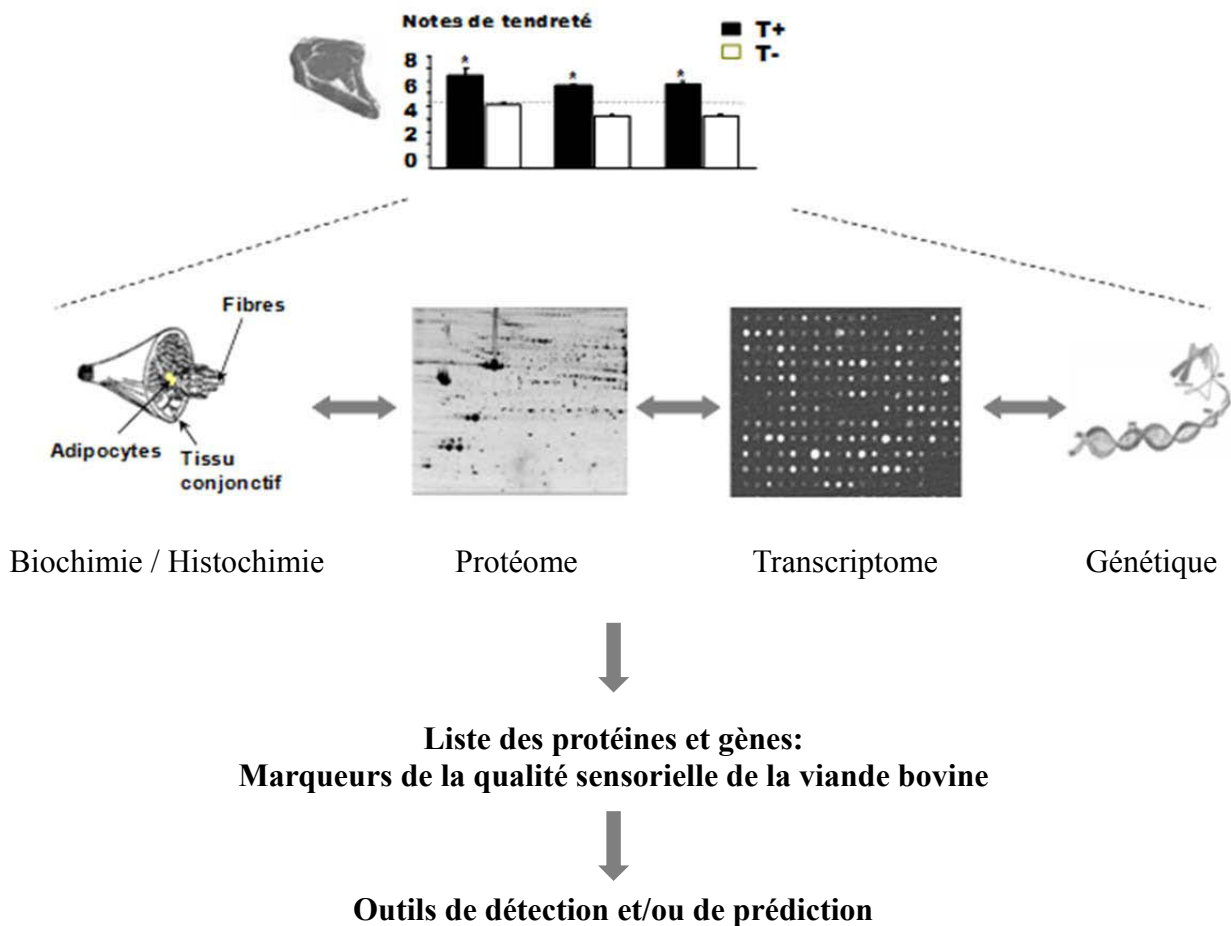 Notes de tendreté
T+
T-
8
6
4
2
0
*
*
*
Fibres
Adipocytes
Tissu
conjonctif
Biochimie / Histochimie
Protéome
Transcriptome
Génétique
Liste des protéines et gènes:
Marqueurs de la qualité sensorielle de la viande bovine
Outils de détection et/ou de prédiction